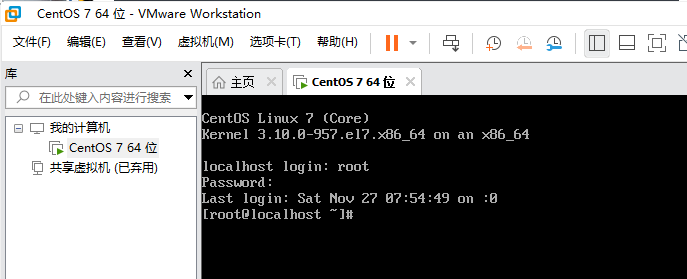 CentOS 7 64 位 - VMware Workstation
文件(F) 编辑(E) 查看(V) 虚拟机(M) 选项卡(T) 帮助(H)
库
在此处键入内容进行搜索
我的计算机
CentOS 7 64 位
共享虚拟机 (已弃用)
主页
CentOS 7 64 位
CentOS Linux 7 (Core)
Kernel 3.10.0-957.el7.x86_64 on an x86_64
localhost login: root
Password:
Last login: Sat Nov 27 07:54:49 on :0
[root@localhost ~]#